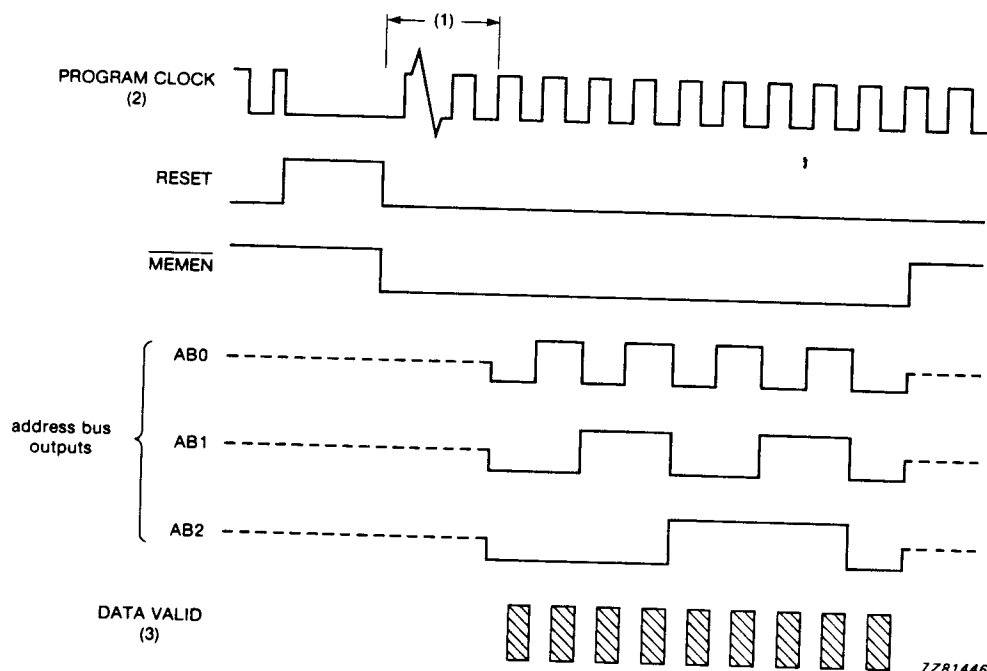 (1)
PROGRAM CLOCK
(2)
RESET
MEMEN
AB0
address bus
outputs
AB1
AB2
DATA VALID
(3)
7Z81446